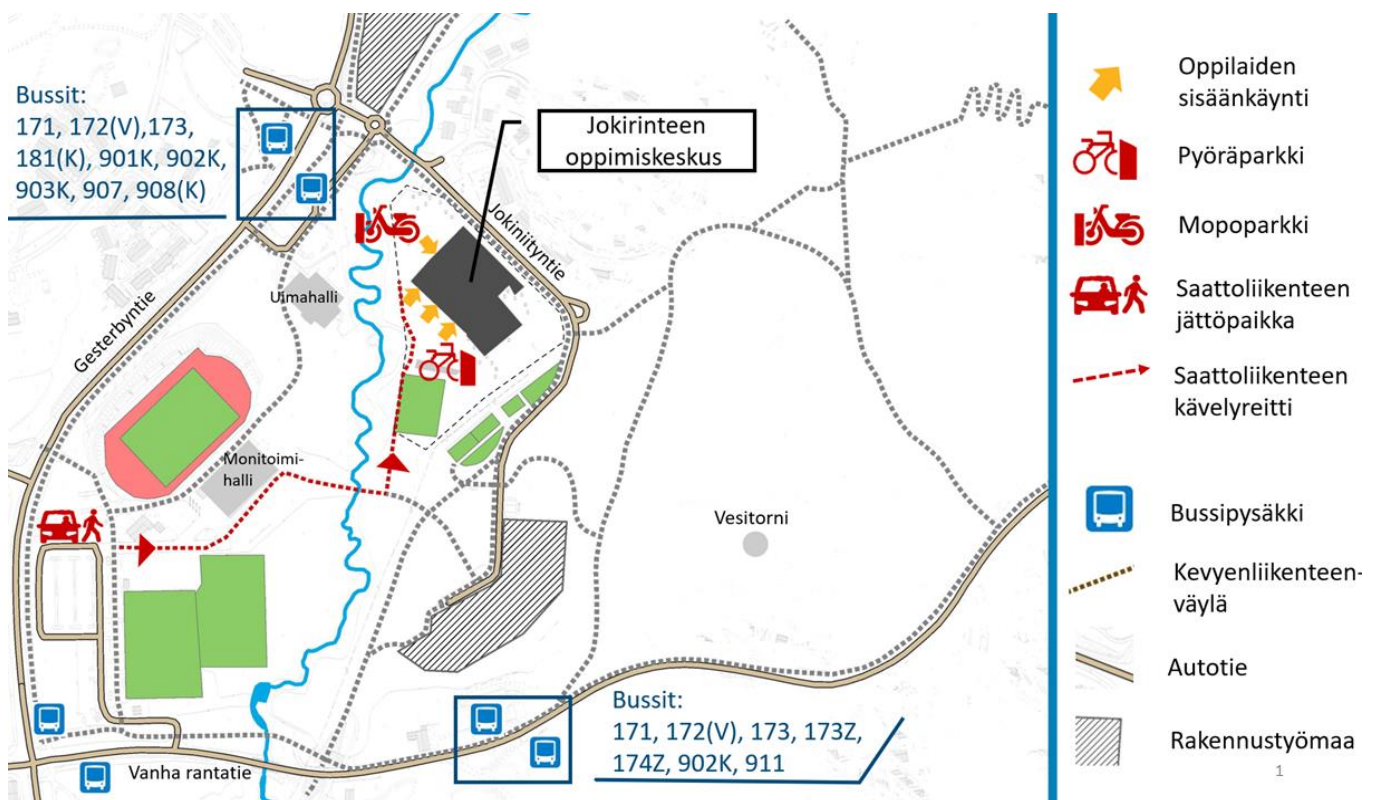 Bussit:
171, 172(V),173,
181(K), 901K, 902K,
903K, 907, 908(K)
Jokirinteen
oppimiskeskus
Jokiniityntie
Uimahalli
Gesterbyntie
Monitoimi-
halli
Vesitorni
Bussit:
171, 172(V), 173, 173Z,
174Z, 902K, 911
Vanha rantatie
Oppilaiden
sisäänkäynti
Pyöräparkki
Mopoparkki
Saattoliikenteen
jättöpaikka
Saattoliikenteen
kävelyreitti
Bussipysäkki
Kevyenliikenteen-
väylä
Autotie
Rakennustyömaa
1